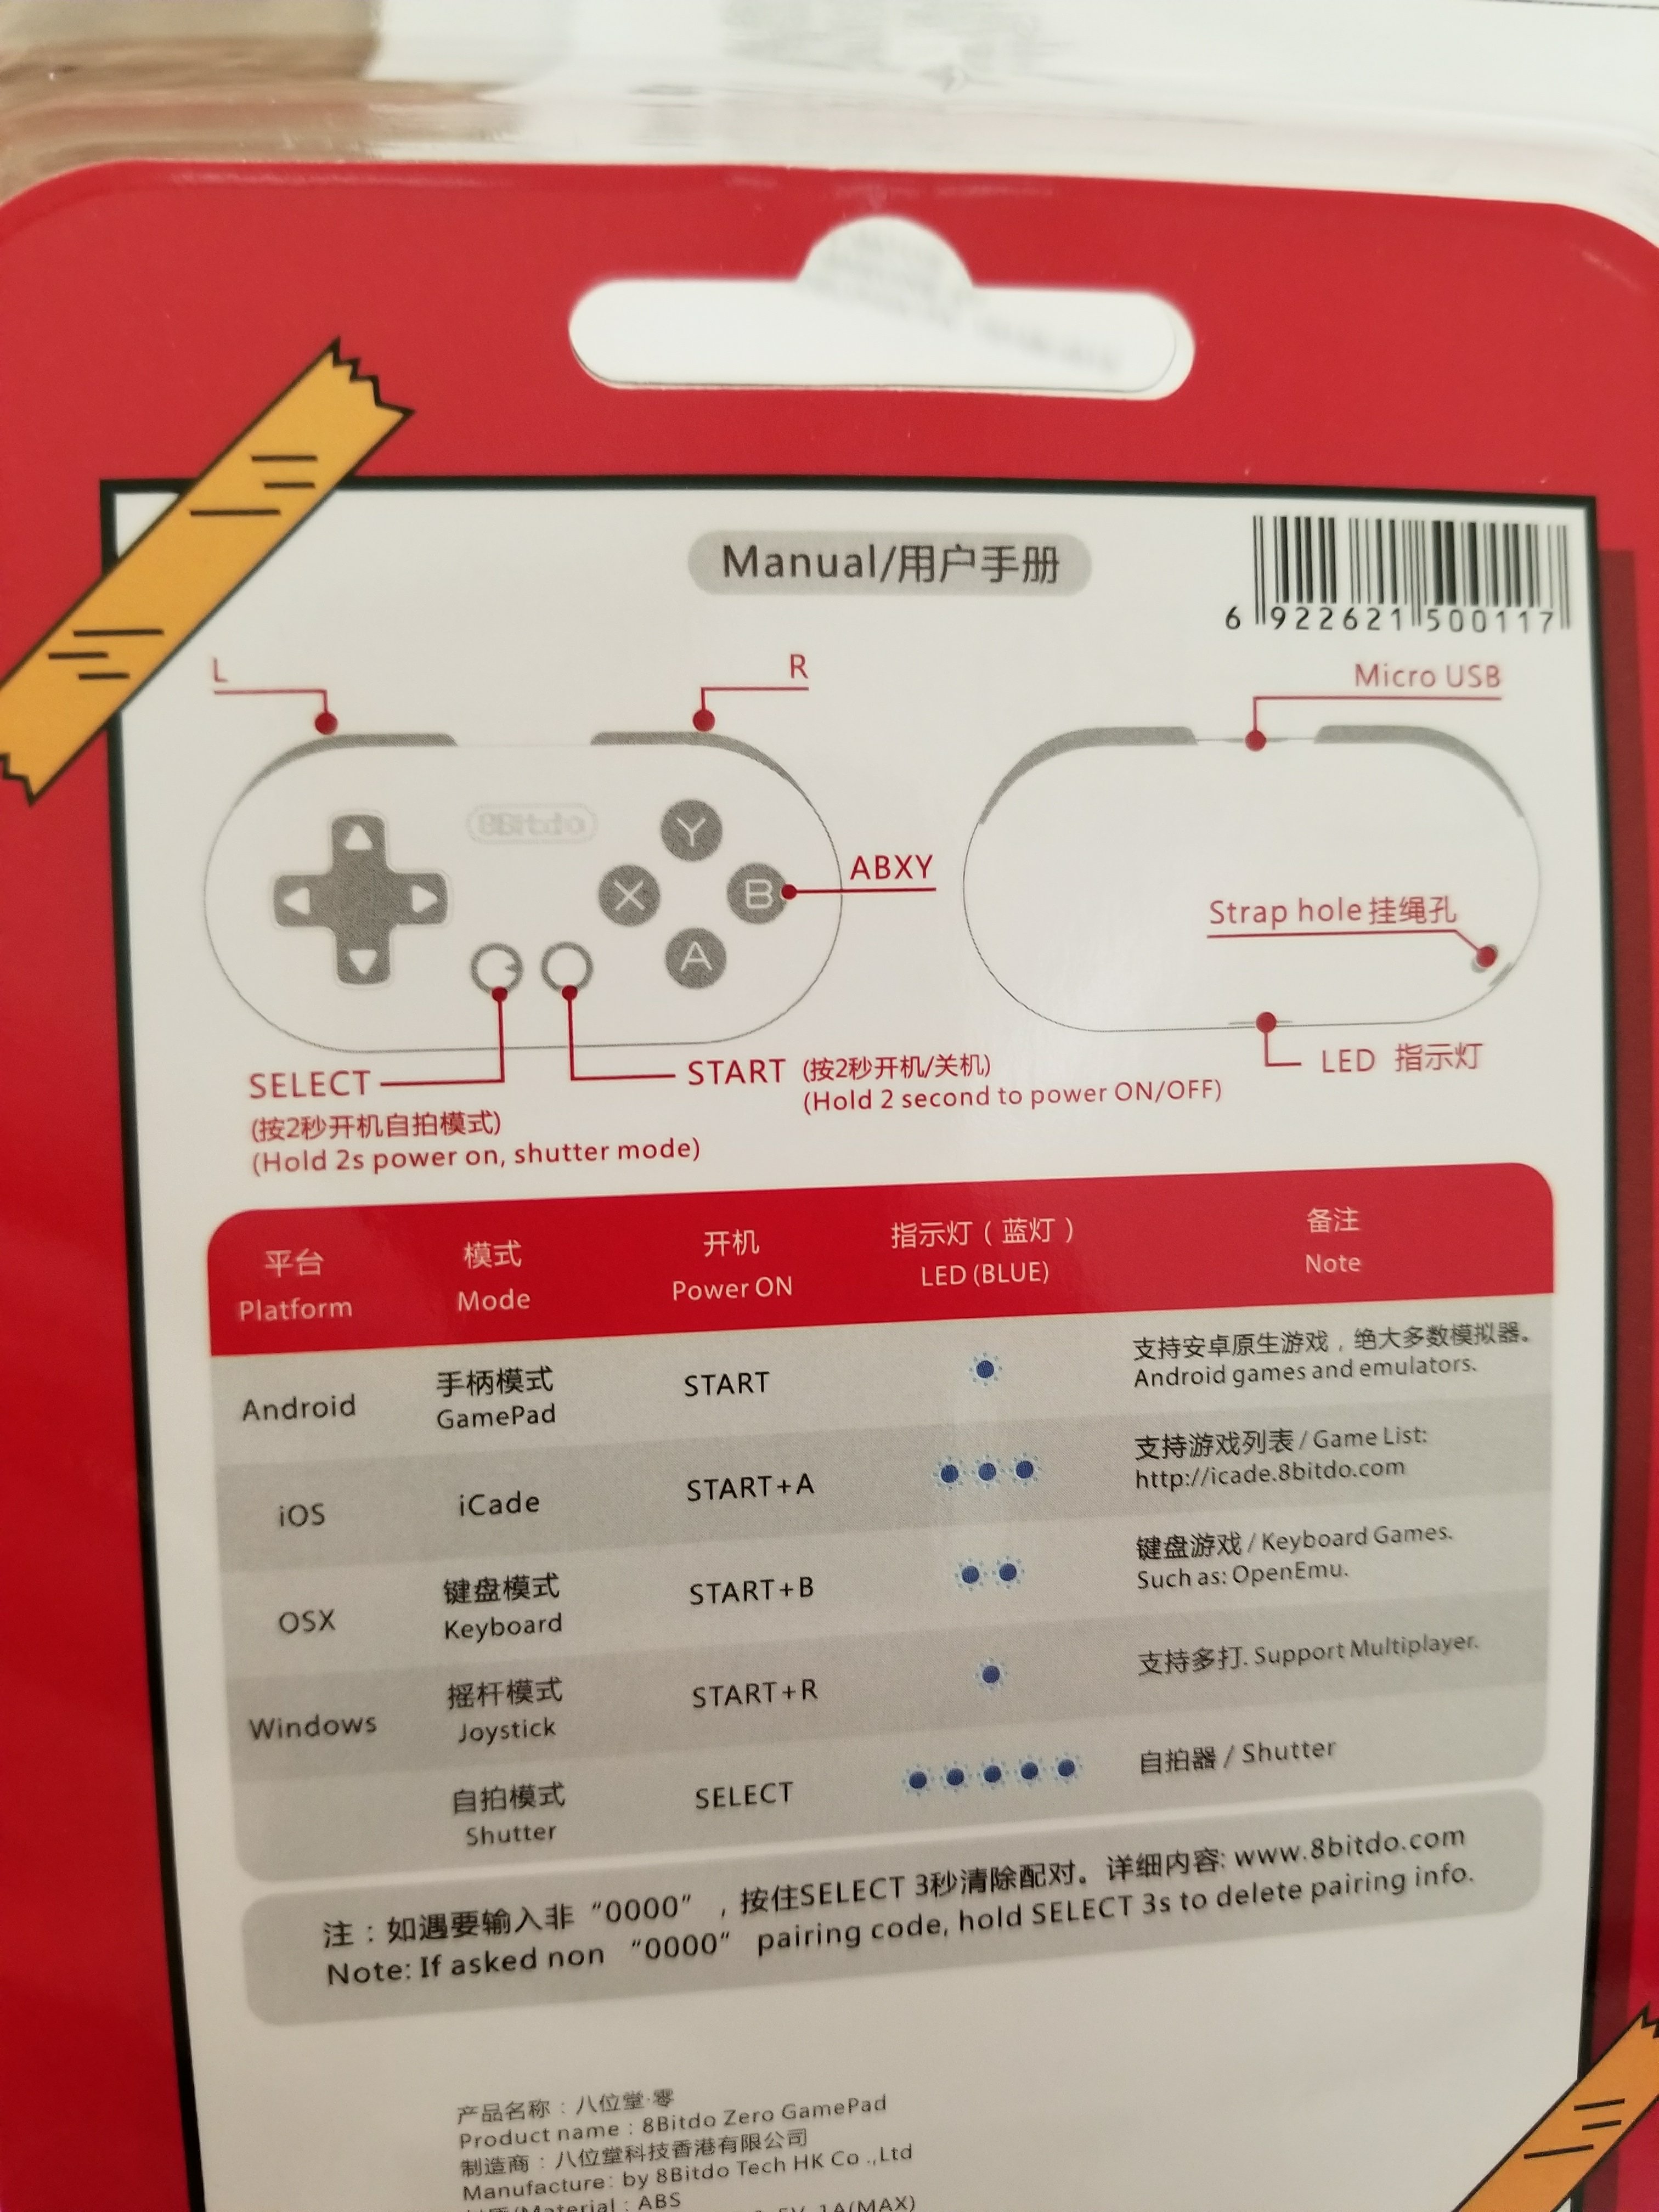 Manual/用户手册
6 922621 500117
L
R
Micro USB
8Bitdo
Y
X
B
A
ABXY
Strap hole 挂绳孔
SELECT
(按2秒开机自拍模式)
(Hold 2s power on, shutter mode)
START (按2秒开机/关机)
(Hold 2 second to power ON/OFF)
LED 指示灯
平台 模式 开机 指示灯（蓝灯） 备注
Platform Mode Power ON LED (BLUE) Note
Android 手柄模式 START 支持安卓原生游戏，绝大多数模拟器。
GamePad Android games and emulators.
iOS iCade START+A 支持游戏列表 / Game List:
http://icade.8bitdo.com
OSX 键盘模式 START+B 键盘游戏 / Keyboard Games.
Keyboard Such as: OpenEmu.
Windows 摇杆模式 START+R 支持多打. Support Multiplayer.
Joystick
自拍模式 SELECT 自拍器 / Shutter
Shutter
注：如遇要输入非“0000”，按住SELECT 3秒清除配对。详细内容: www.8bitdo.com
Note: If asked non “0000” pairing code, hold SELECT 3s to delete pairing info.
产品名称：八位堂·零
Product name : 8Bitdo Zero GamePad
制造商：八位堂科技香港有限公司
Manufacture: by 8Bitdo Tech HK Co .,Ltd
Material : ABS
5V 1A(MAX)